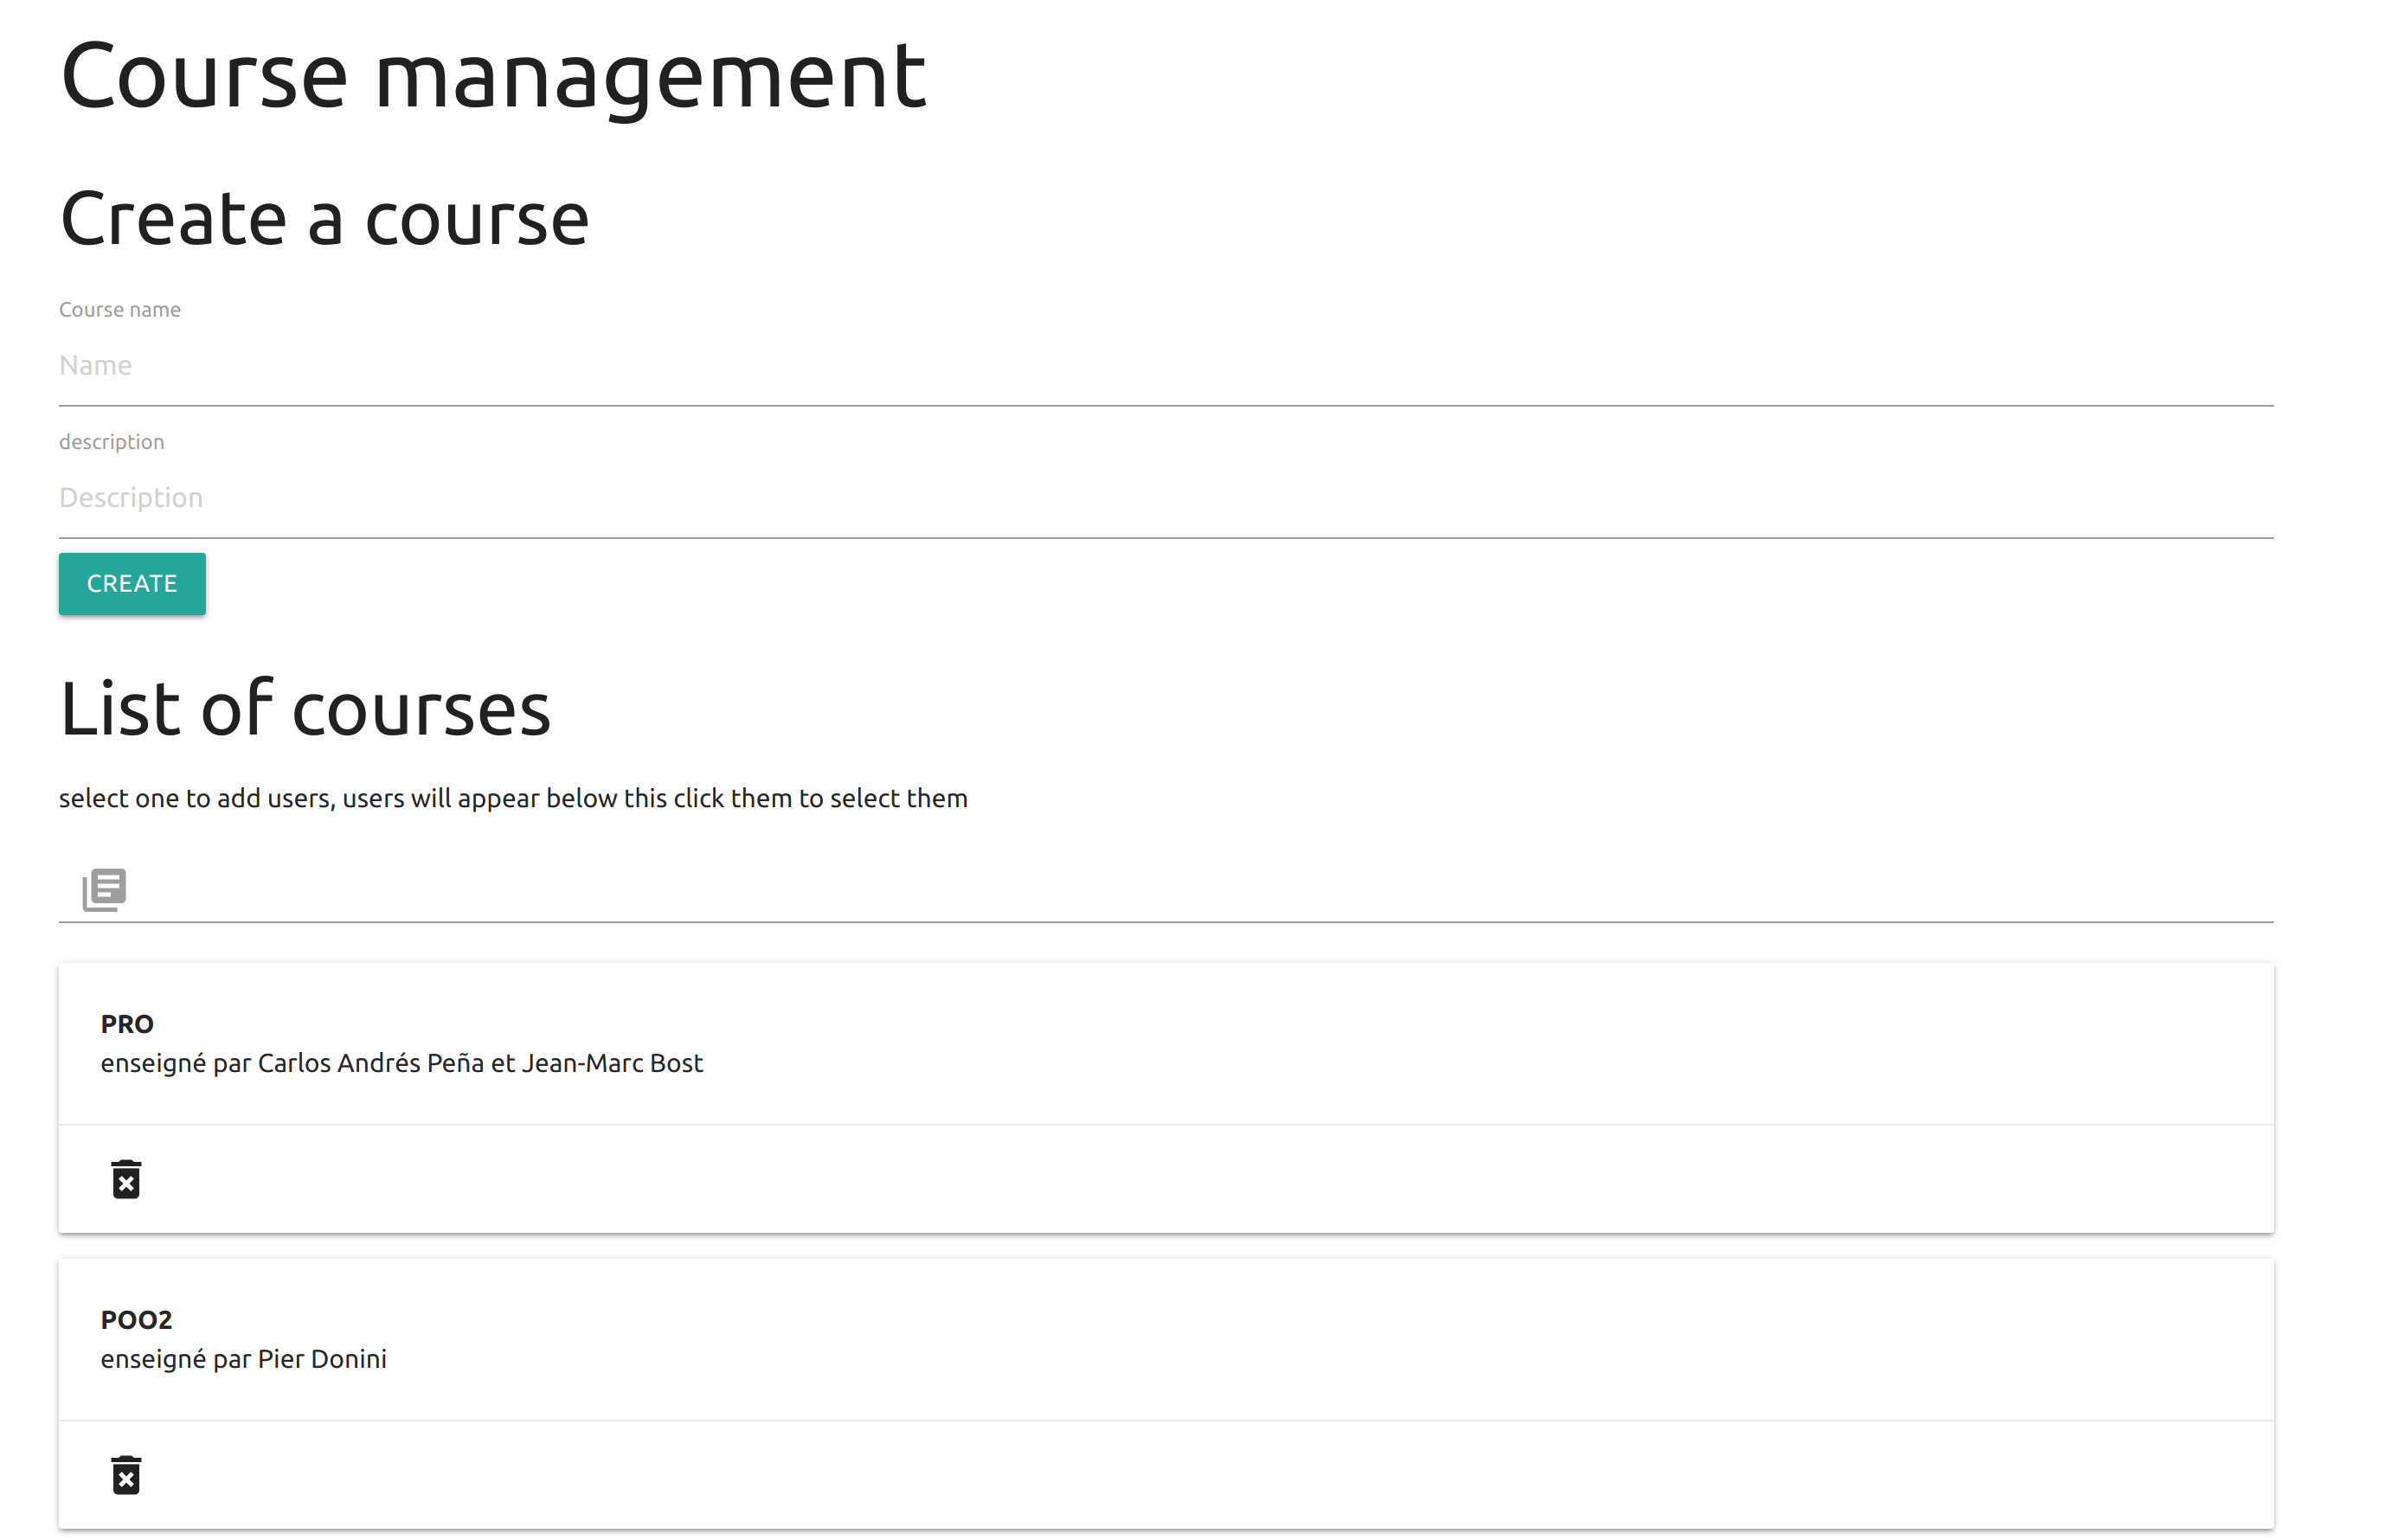 Course management
Create a course
Course name
Name
description
Description
CREATE
List of courses
select one to add users, users will appear below this click them to select them
PRO
enseigné par Carlos Andrés Peña et Jean-Marc Bost
POO2
enseigné par Pier Donini